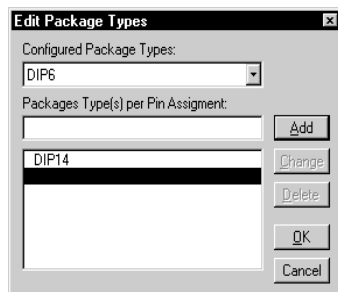 Edit Package Types
Configured Package Types:
DIP6
Packages Type(s) per Pin Assigment:
Add
DIP14
Change
Delete
OK
Cancel